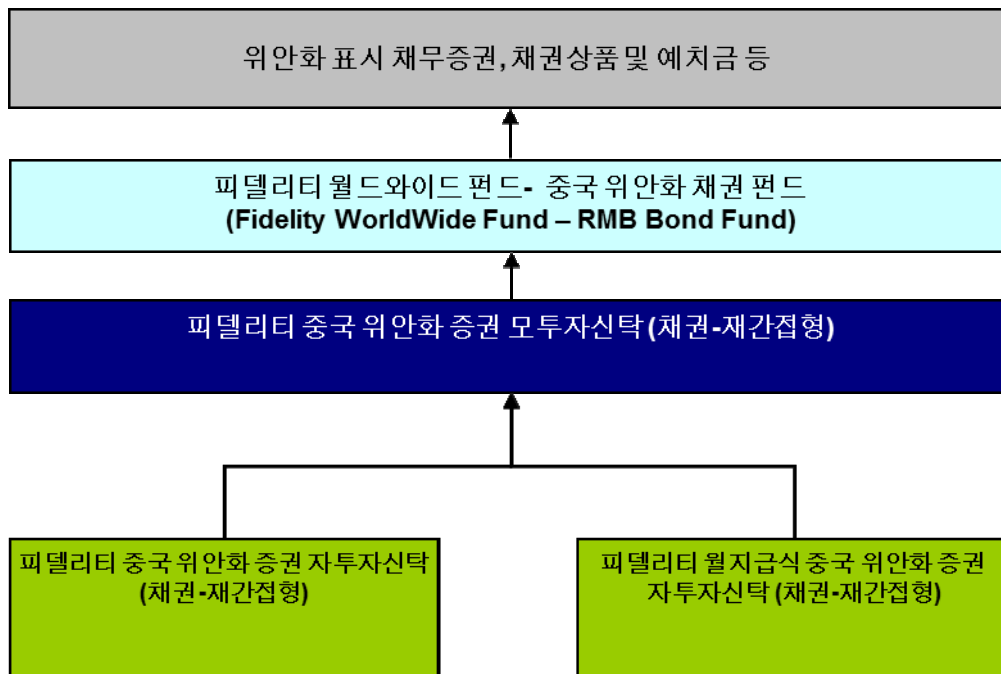 위안화 표시 채무증권, 채권상품 및 예치금 등
피델리티 월드와이드 펀드- 중국 위안화 채권 펀드
(Fidelity WorldWide Fund – RMB Bond Fund)
피델리티 중국 위안화 증권 모투자신탁 (채권-재간접형)
피델리티 중국 위안화 증권 자투자신탁
(채권-재간접형)
피델리티 월지급식 중국 위안화 증권
자투자신탁 (채권-재간접형)